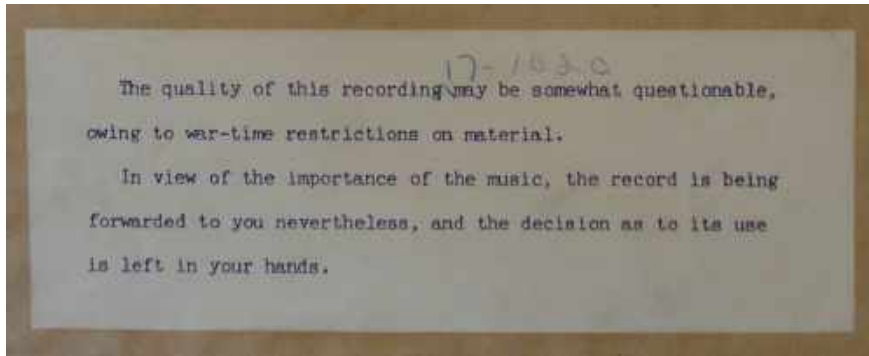 17-1020
The quality of this recording may be somewhat questionable,
owing to war-time restrictions on material.
In view of the importance of the music, the record is being
forwarded to you nevertheless, and the decision as to its use
is left in your hands.